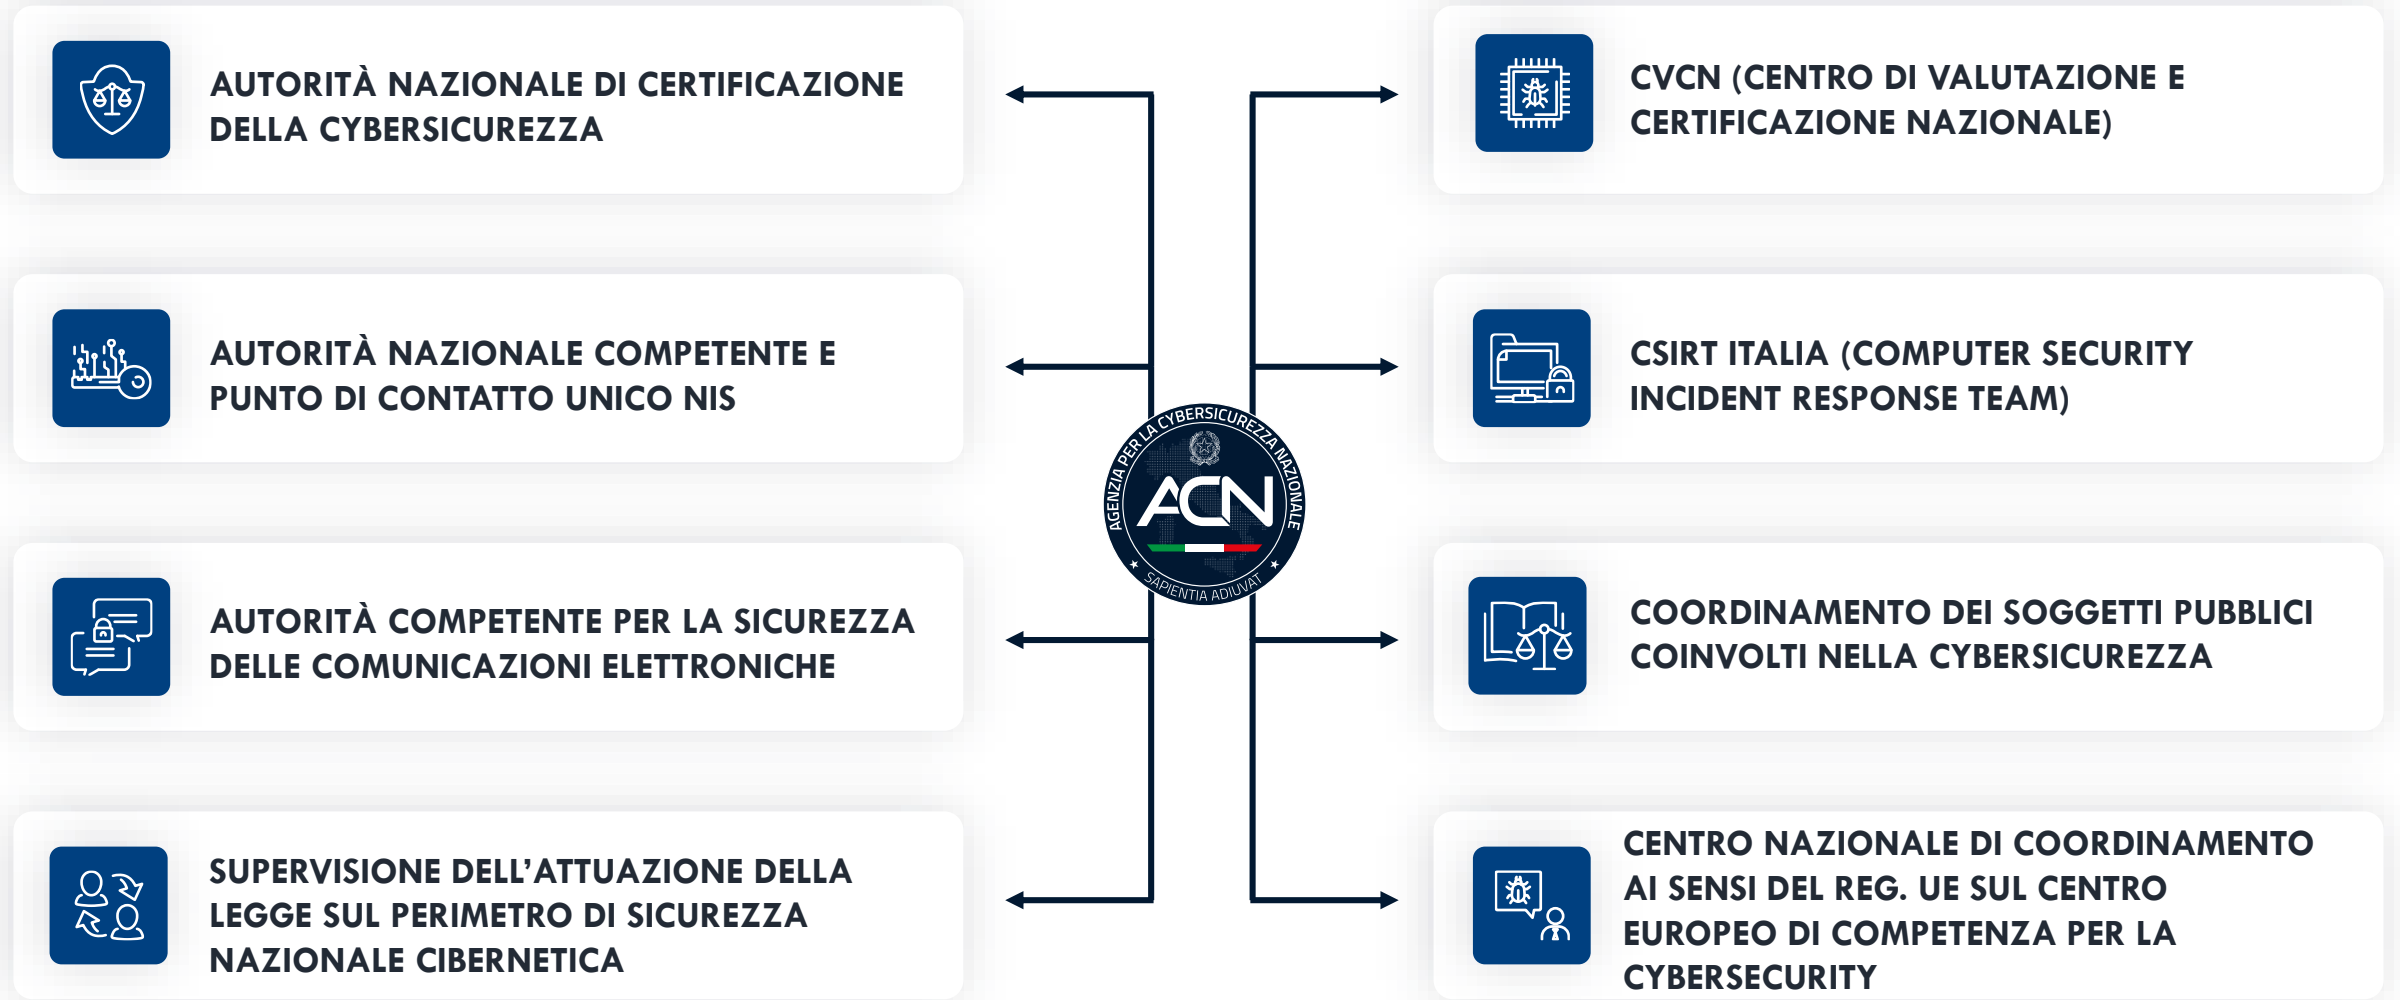 AUTORITÀ NAZIONALE DI CERTIFICAZIONE
DELLA CYBERSICUREZZA
AUTORITÀ NAZIONALE COMPETENTE E
PUNTO DI CONTATTO UNICO NIS
AUTORITÀ COMPETENTE PER LA SICUREZZA
DELLE COMUNICAZIONI ELETTRONICHE
SUPERVISIONE DELL’ATTUAZIONE DELLA
LEGGE SUL PERIMETRO DI SICUREZZA
NAZIONALE CIBERNETICA
AGENZIA PER LA CYBERSICUREZZA NAZIONALE
ACN
SAPIENTIA ADIUVAT
CVCN (CENTRO DI VALUTAZIONE E
CERTIFICAZIONE NAZIONALE)
CSIRT ITALIA (COMPUTER SECURITY
INCIDENT RESPONSE TEAM)
COORDINAMENTO DEI SOGGETTI PUBBLICI
COINVOLTI NELLA CYBERSICUREZZA
CENTRO NAZIONALE DI COORDINAMENTO
AI SENSI DEL REG. UE SUL CENTRO
EUROPEO DI COMPETENZA PER LA
CYBERSECURITY